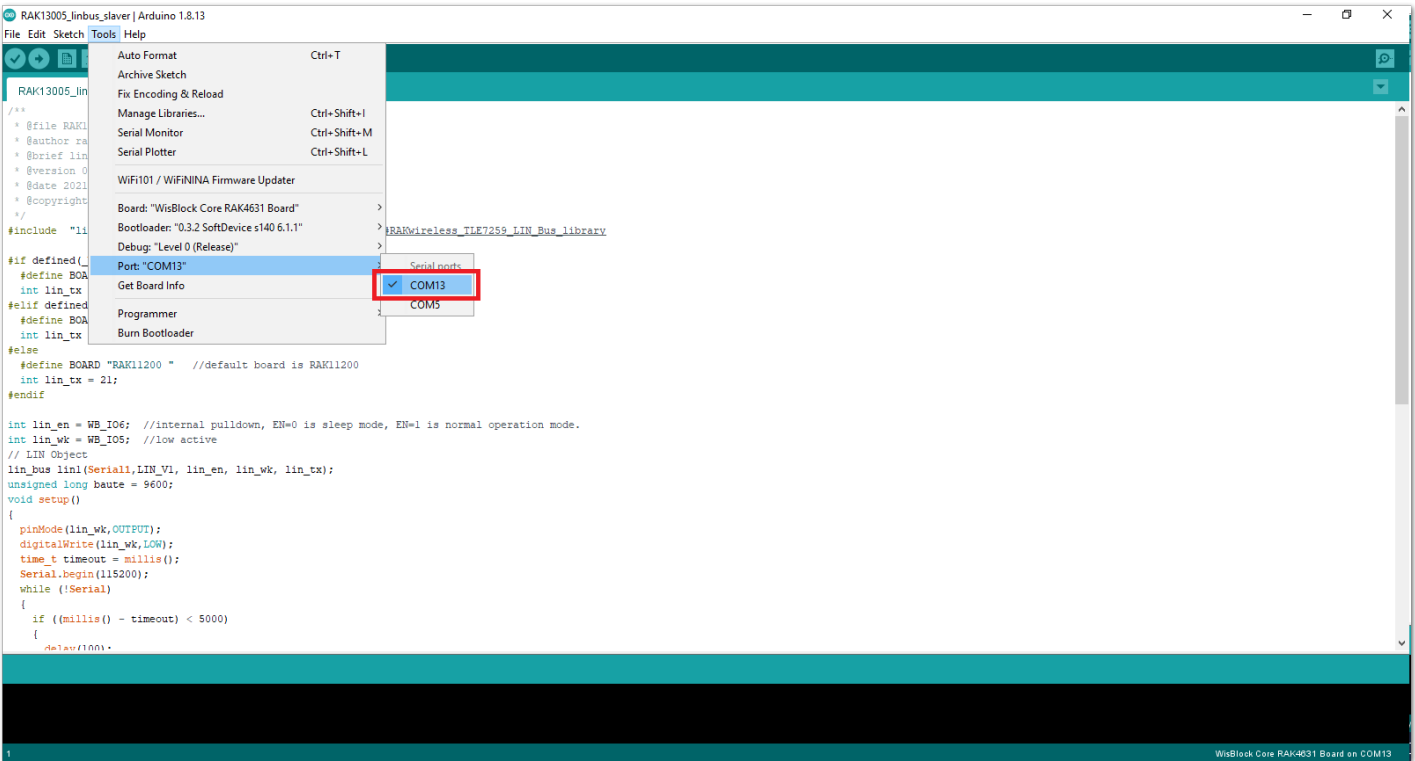 RAK13005_linbus_slaver | Arduino 1.8.13
File Edit Sketch Tools Help
Auto Format Ctrl+T
Archive Sketch
Fix Encoding & Reload
Manage Libraries... Ctrl+Shift+I
Serial Monitor Ctrl+Shift+M
Serial Plotter Ctrl+Shift+L
WiFi101 / WiFiNINA Firmware Updater
Board: "WisBlock Core RAK4631 Board"
Bootloader: "0.3.2 SoftDevice s140 6.1.1"
Debug: "Level 0 (Release)"
Port: "COM13"
Get Board Info
Programmer
Burn Bootloader
Serial ports
COM13
COM5
RAK13005_lin
/**
* @file RAK1
* @author ra
* @brief lin
* @version 0
* @date 2021
* @copyright
*/
#include "li
#RAKwireless_TLE7259_LIN_Bus_library
#if defined(_
#define BOA
int lin_tx
#elif defined
#define BOA
int lin_tx
#else
#define BOARD "RAK11200 " //default board is RAK11200
int lin_tx = 21;
#endif
int lin_en = WB_IO6; //internal pulldown, EN=0 is sleep mode, EN=1 is normal operation mode.
int lin_wk = WB_IO5; //low active
// LIN Object
lin_bus lin1(Serial1,LIN_V1, lin_en, lin_wk, lin_tx);
unsigned long baute = 9600;
void setup()
{
pinMode(lin_wk,OUTPUT);
digitalWrite(lin_wk,LOW);
time_t timeout = millis();
Serial.begin(115200);
while (!Serial)
{
if ((millis() - timeout) < 5000)
{
delay(100);
1
WisBlock Core RAK4631 Board on COM13